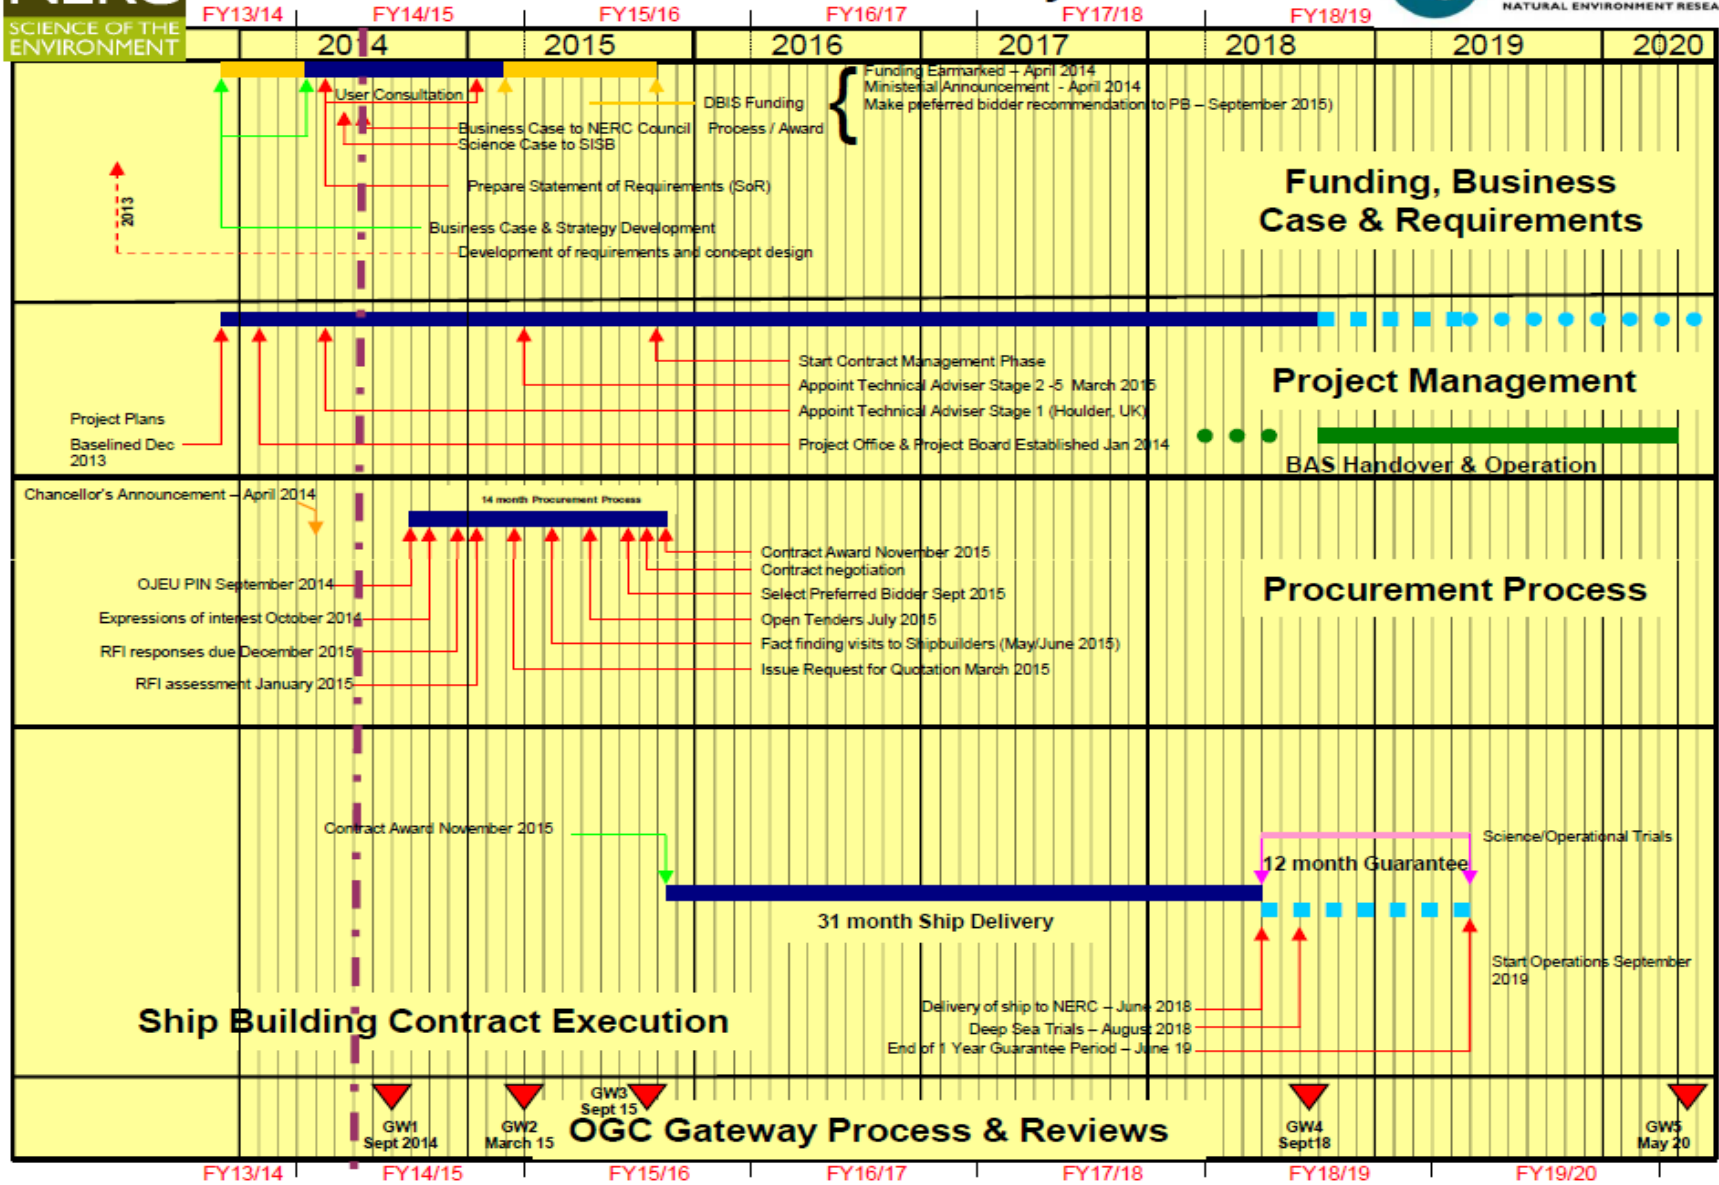 SCIENCE OF THE
ENVIRONMENT
NATURAL ENVIRONMENT RESEA
FY13/14 FY14/15 FY15/16 FY16/17 FY17/18 FY18/19
2014 2015 2016 2017 2018 2019 2020
User Consultation
DBIS Funding
Process / Award
Funding Earmarked – April 2014
Ministerial Announcement - April 2014
Make preferred bidder recommendation to PB – September 2015)
Business Case to NERC Council
Science Case to SISB
Prepare Statement of Requirements (SoR)
2013
Business Case & Strategy Development
Development of requirements and concept design
Funding, Business
Case & Requirements
Start Contract Management Phase
Appoint Technical Adviser Stage 2 -5 March 2015
Appoint Technical Adviser Stage 1 (Houlder, UK)
Project Office & Project Board Established Jan 2014
Project Plans
Baselined Dec
2013
Project Management
BAS Handover & Operation
Chancellor's Announcement – April 2014
14 month Procurement Process
OJEU PIN September 2014
Expressions of interest October 2014
RFI responses due December 2015
RFI assessment January 2015
Contract Award November 2015
Contract negotiation
Select Preferred Bidder Sept 2015
Open Tenders July 2015
Fact finding visits to Shipbuilders (May/June 2015)
Issue Request for Quotation March 2015
Procurement Process
Contract Award November 2015
31 month Ship Delivery
Science/Operational Trials
12 month Guarantee
Start Operations September
2019
Delivery of ship to NERC – June 2018
Deep Sea Trials – August 2018
End of 1 Year Guarantee Period – June 19
Ship Building Contract Execution
GW1
Sept 2014
GW2
March 15
GW3
Sept 15
OGC Gateway Process & Reviews
GW4
Sept18
GW5
May 20
FY13/14 FY14/15 FY15/16 FY16/17 FY17/18 FY18/19 FY19/20